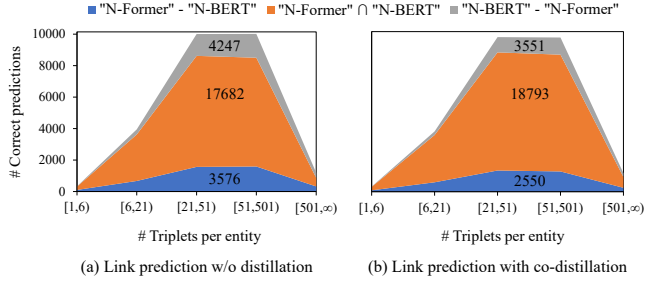 "N-Former" - "N-BERT" "N-Former" ∩ "N-BERT" "N-BERT" - "N-Former"
# Correct predictions
10000
8000
6000
4000
2000
0
4247
17682
3576
[1,6) [6,21) [21,51) [51,501) [501,∞)
# Triplets per entity
(a) Link prediction w/o distillation
3551
18793
2550
[1,6) [6,21) [21,51) [51,501) [501,∞)
# Triplets per entity
(b) Link prediction with co-distillation